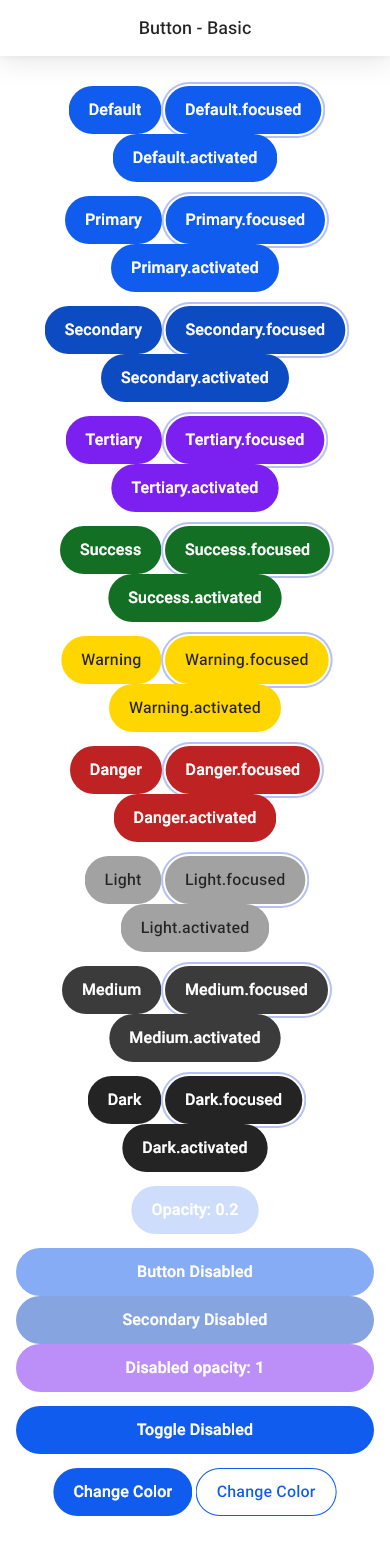 Button - Basic
Default Default.focused
Default.activated
Primary Primary.focused
Primary.activated
Secondary Secondary.focused
Secondary.activated
Tertiary Tertiary.focused
Tertiary.activated
Success Success.focused
Success.activated
Warning Warning.focused
Warning.activated
Danger Danger.focused
Danger.activated
Light Light.focused
Light.activated
Medium Medium.focused
Medium.activated
Dark Dark.focused
Dark.activated
Opacity: 0.2
Button Disabled
Secondary Disabled
Disabled opacity: 1
Toggle Disabled
Change Color Change Color